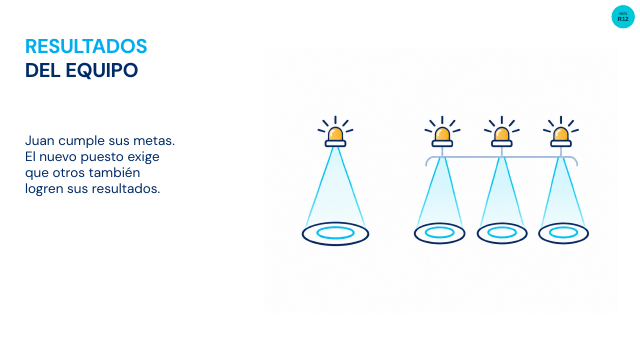 R12
RESULTADOS
DEL EQUIPO
Juan cumple sus metas.
El nuevo puesto exige
que otros también
logren sus resultados.